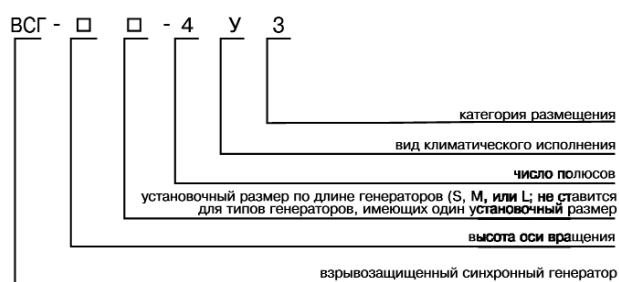 ВСГ - □ □ - 4 У 3
категория размещения
вид климатического исполнения
число полюсов
установочный размер по длине генераторов (S, M, или L; не ставится
для типов генераторов, имеющих один установочный размер
высота оси вращения
взрывозащищенный синхронный генератор